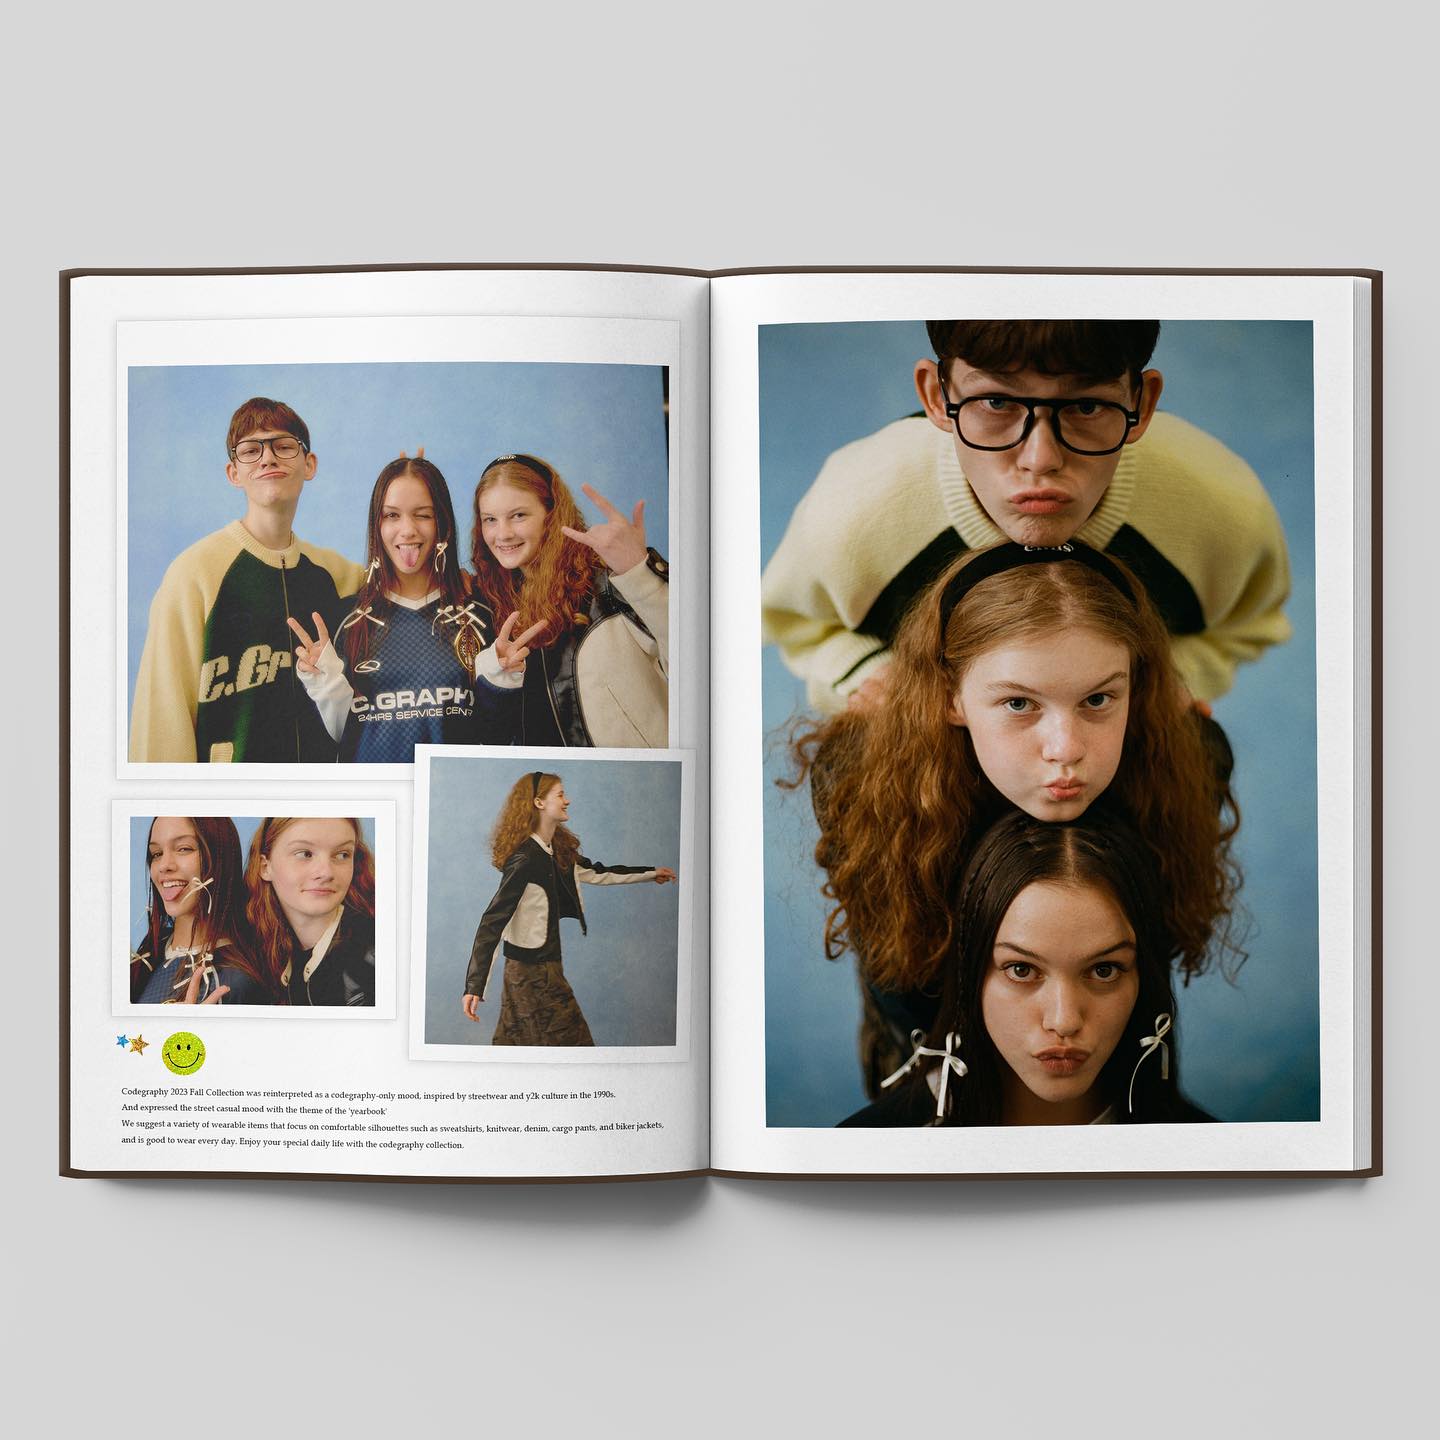 C.Gr
C.GRAPHY
24HRS SERVICE CENT
Codegraphy 2023 Fall Collection was reinterpreted as a codegraphy-only mood, inspired by streetwear and y2k culture in the 1990s.
And expressed the street casual mood with the theme of the 'yearbook'
We suggest a variety of wearable items that focus on comfortable silhouettes such as sweatshirts, knitwear, denim, cargo pants, and biker jackets,
and is good to wear every day. Enjoy your special daily life with the codegraphy collection.